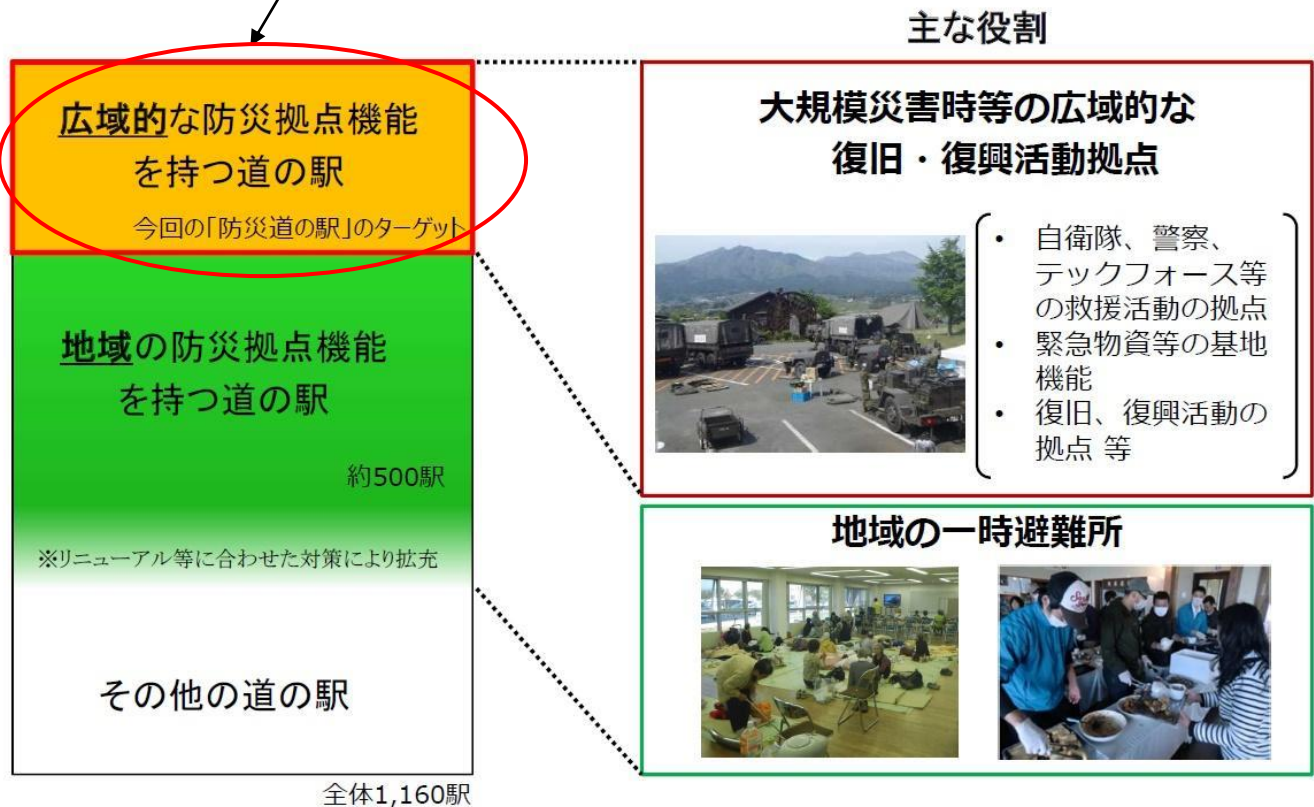 主な役割
広域的な防災拠点機能
を持つ道の駅
今回の「防災道の駅」のターゲット
地域の防災拠点機能
を持つ道の駅
約500駅
※リニューアル等に合わせた対策により拡充
その他の道の駅
全体1,160駅
大規模災害時等の広域的な
復旧・復興活動拠点
• 自衛隊、警察、
テックフォース等
の救援活動の拠点
• 緊急物資等の基地
機能
• 復旧、復興活動の
拠点 等
地域の一時避難所